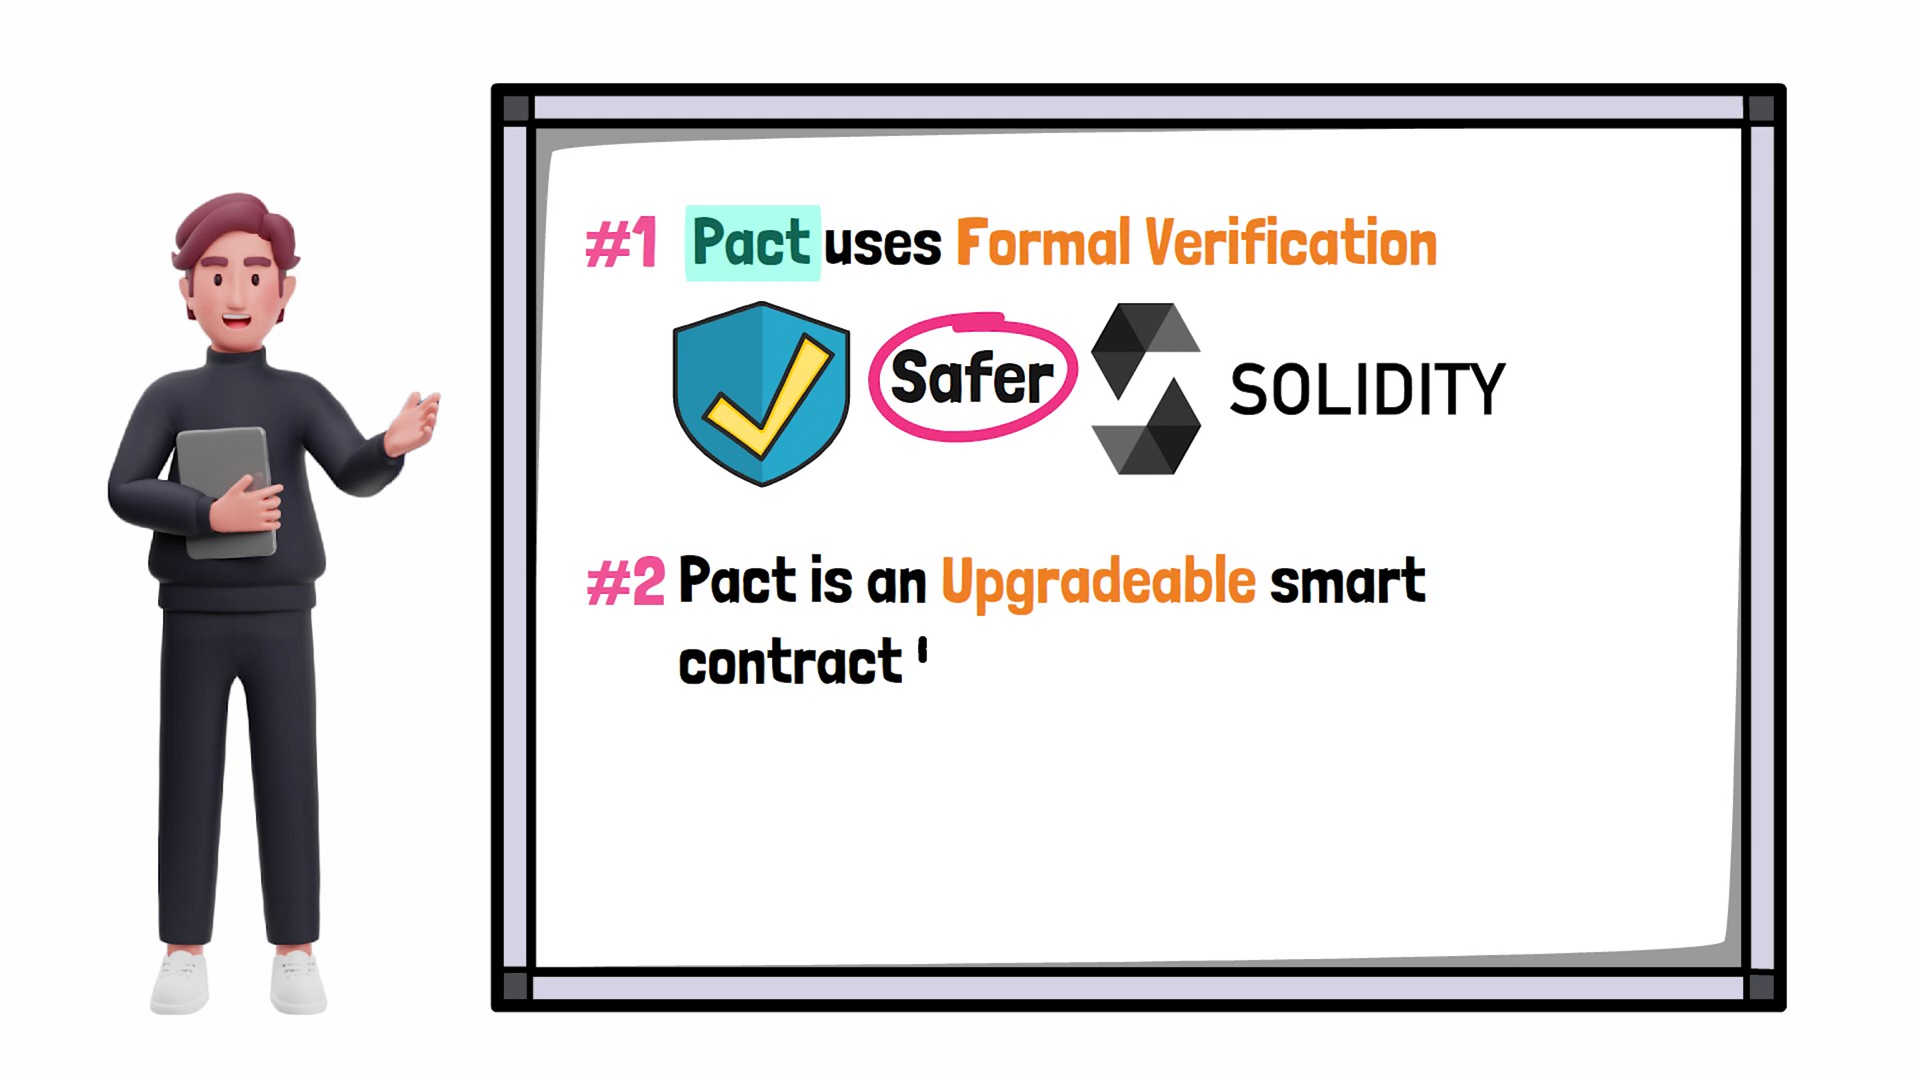 #1 Pact uses Formal Verification
Safer SOLIDITY
#2 Pact is an Upgradeable smart
contract